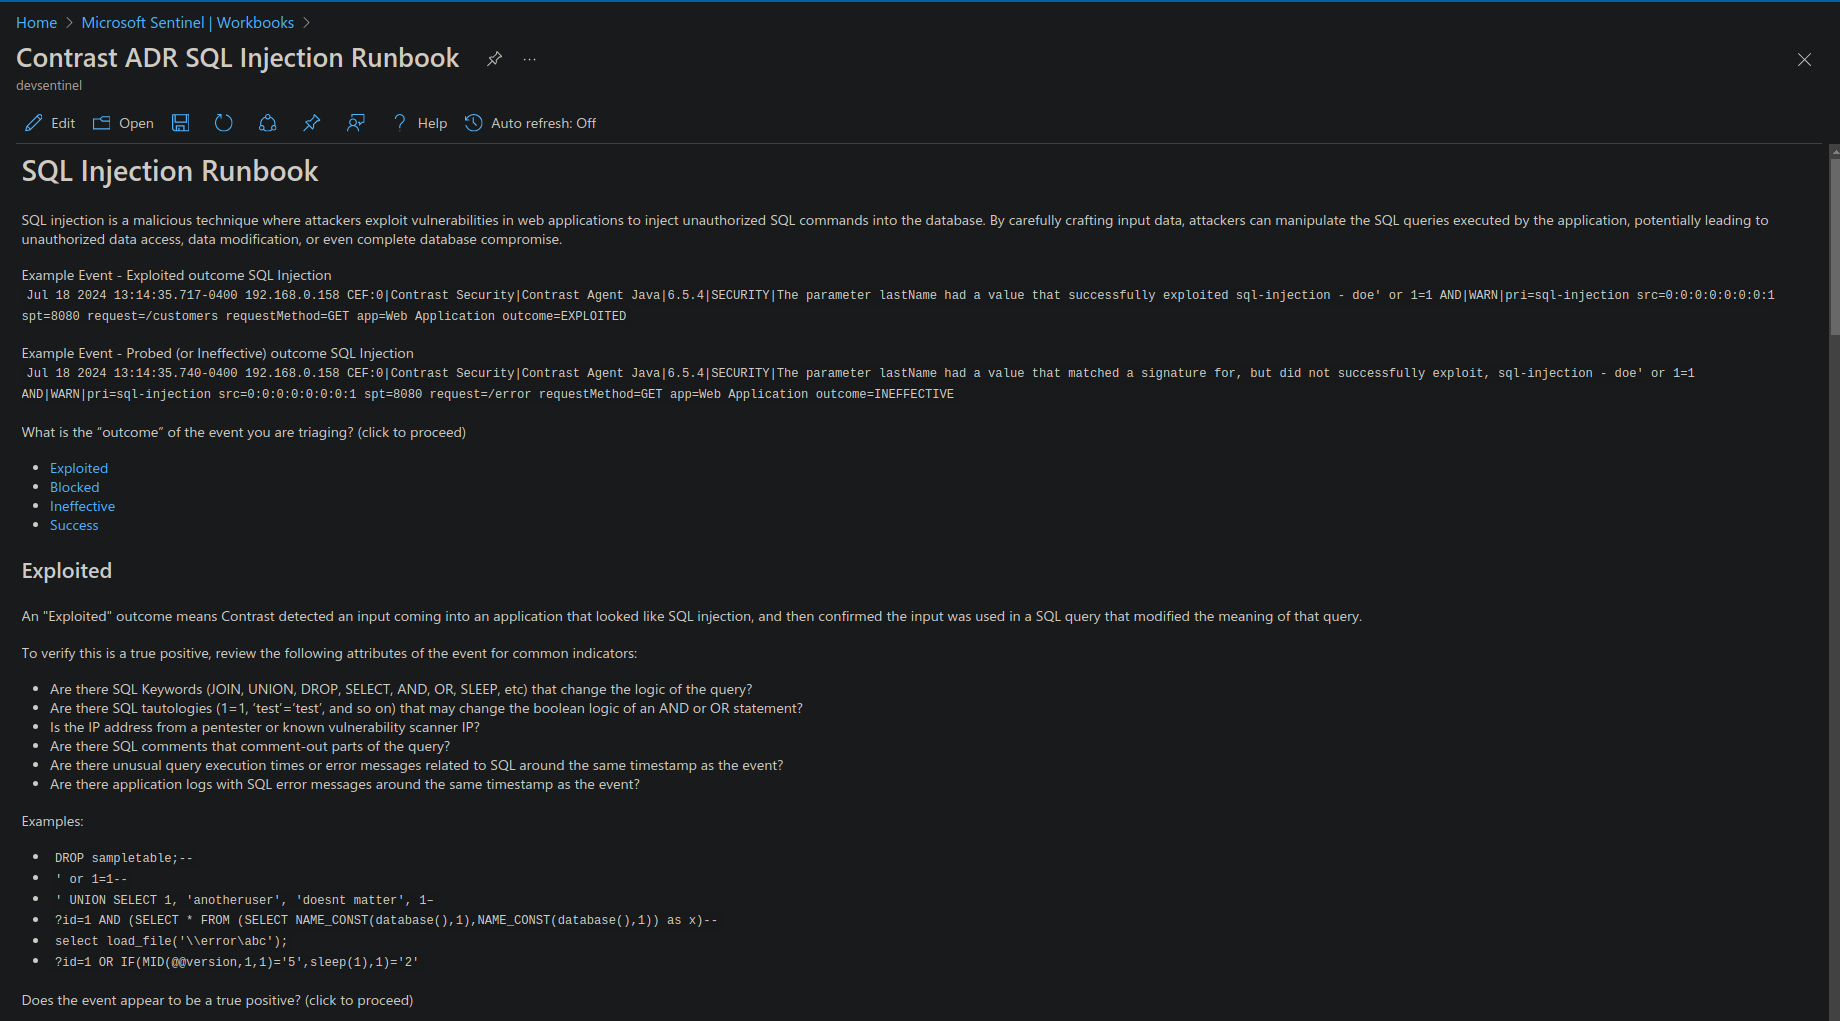 Home > Microsoft Sentinel | Workbooks >
Contrast ADR SQL Injection Runbook ...
devsentinel
Edit Open ? Help Auto refresh: Off
SQL Injection Runbook
SQL injection is a malicious technique where attackers exploit vulnerabilities in web applications to inject unauthorized SQL commands into the database. By carefully crafting input data, attackers can manipulate the SQL queries executed by the application, potentially leading to
unauthorized data access, data modification, or even complete database compromise.
Example Event - Exploited outcome SQL Injection
Jul 18 2024 13:14:35.717-0400 192.168.0.158 CEF:0|Contrast Security|Contrast Agent Java|6.5.4|SECURITY|The parameter lastName had a value that successfully exploited sql-injection - doe' or 1=1 AND|WARN|pri=sql-injection src=0:0:0:0:0:0:0:1
spt=8080 request=/customers requestMethod=GET app=Web Application outcome=EXPLOITED
Example Event - Probed (or Ineffective) outcome SQL Injection
Jul 18 2024 13:14:35.740-0400 192.168.0.158 CEF:0|Contrast Security|Contrast Agent Java|6.5.4|SECURITY|The parameter lastName had a value that matched a signature for, but did not successfully exploit, sql-injection - doe' or 1=1
AND|WARN|pri=sql-injection src=0:0:0:0:0:0:0:1 spt=8080 request=/error requestMethod=GET app=Web Application outcome=INEFFECTIVE
What is the “outcome” of the event you are triaging? (click to proceed)
• Exploited
• Blocked
• Ineffective
• Success
Exploited
An "Exploited" outcome means Contrast detected an input coming into an application that looked like SQL injection, and then confirmed the input was used in a SQL query that modified the meaning of that query.
To verify this is a true positive, review the following attributes of the event for common indicators:
• Are there SQL Keywords (JOIN, UNION, DROP, SELECT, AND, OR, SLEEP, etc) that change the logic of the query?
• Are there SQL tautologies (1=1, ‘test’=’test’, and so on) that may change the boolean logic of an AND or OR statement?
• Is the IP address from a pentester or known vulnerability scanner IP?
• Are there SQL comments that comment-out parts of the query?
• Are there unusual query execution times or error messages related to SQL around the same timestamp as the event?
• Are there application logs with SQL error messages around the same timestamp as the event?
Examples:
• DROP sampletable;--
• ' or 1=1--
• ' UNION SELECT 1, 'anotheruser', 'doesnt matter', 1–
• ?id=1 AND (SELECT * FROM (SELECT NAME_CONST(database(),1),NAME_CONST(database(),1)) as x)--
• select load_file('\\error\abc');
• ?id=1 OR IF(MID(@@version,1,1)='5',sleep(1),1)='2'
Does the event appear to be a true positive? (click to proceed)